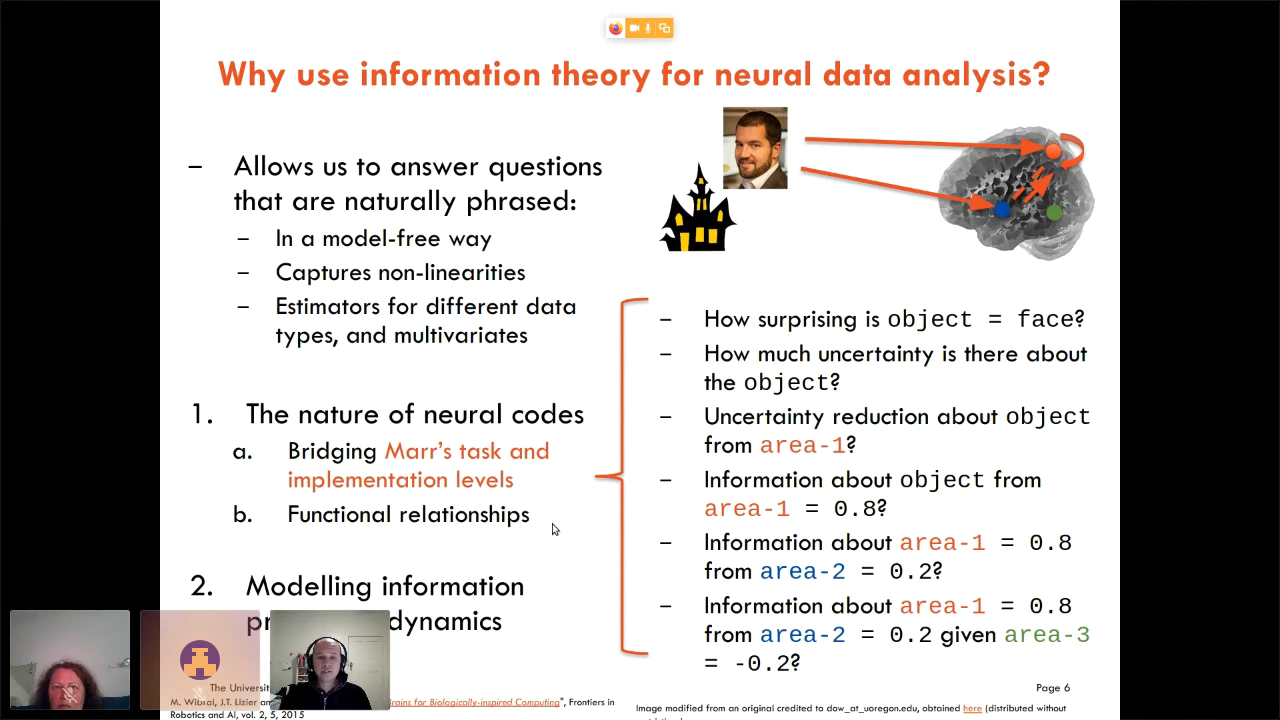 Why use information theory for neural data analysis?
– Allows us to answer questions
that are naturally phrased:
– In a model-free way
– Captures non-linearities
– Estimators for different data
types, and multivariates
1. The nature of neural codes
a. Bridging Marr's task and
implementation levels
b. Functional relationships
2. Modelling information
dynamics
– How surprising is object = face?
– How much uncertainty is there about
the object?
– Uncertainty reduction about object
from area-1?
– Information about object from
area-1 = 0.8?
– Information about area-1 = 0.8
from area-2 = 0.2?
– Information about area-1 = 0.8
from area-2 = 0.2 given area-3
= -0.2?
The
M. Wibral, J.T. Lizier for Biologically-inspired Computing", Frontiers in
Robotics and AI, vol. 2, 5, 2015
Page 6
Image modified from an original credited to dow_at_uoregon.edu, obtained here (distributed without